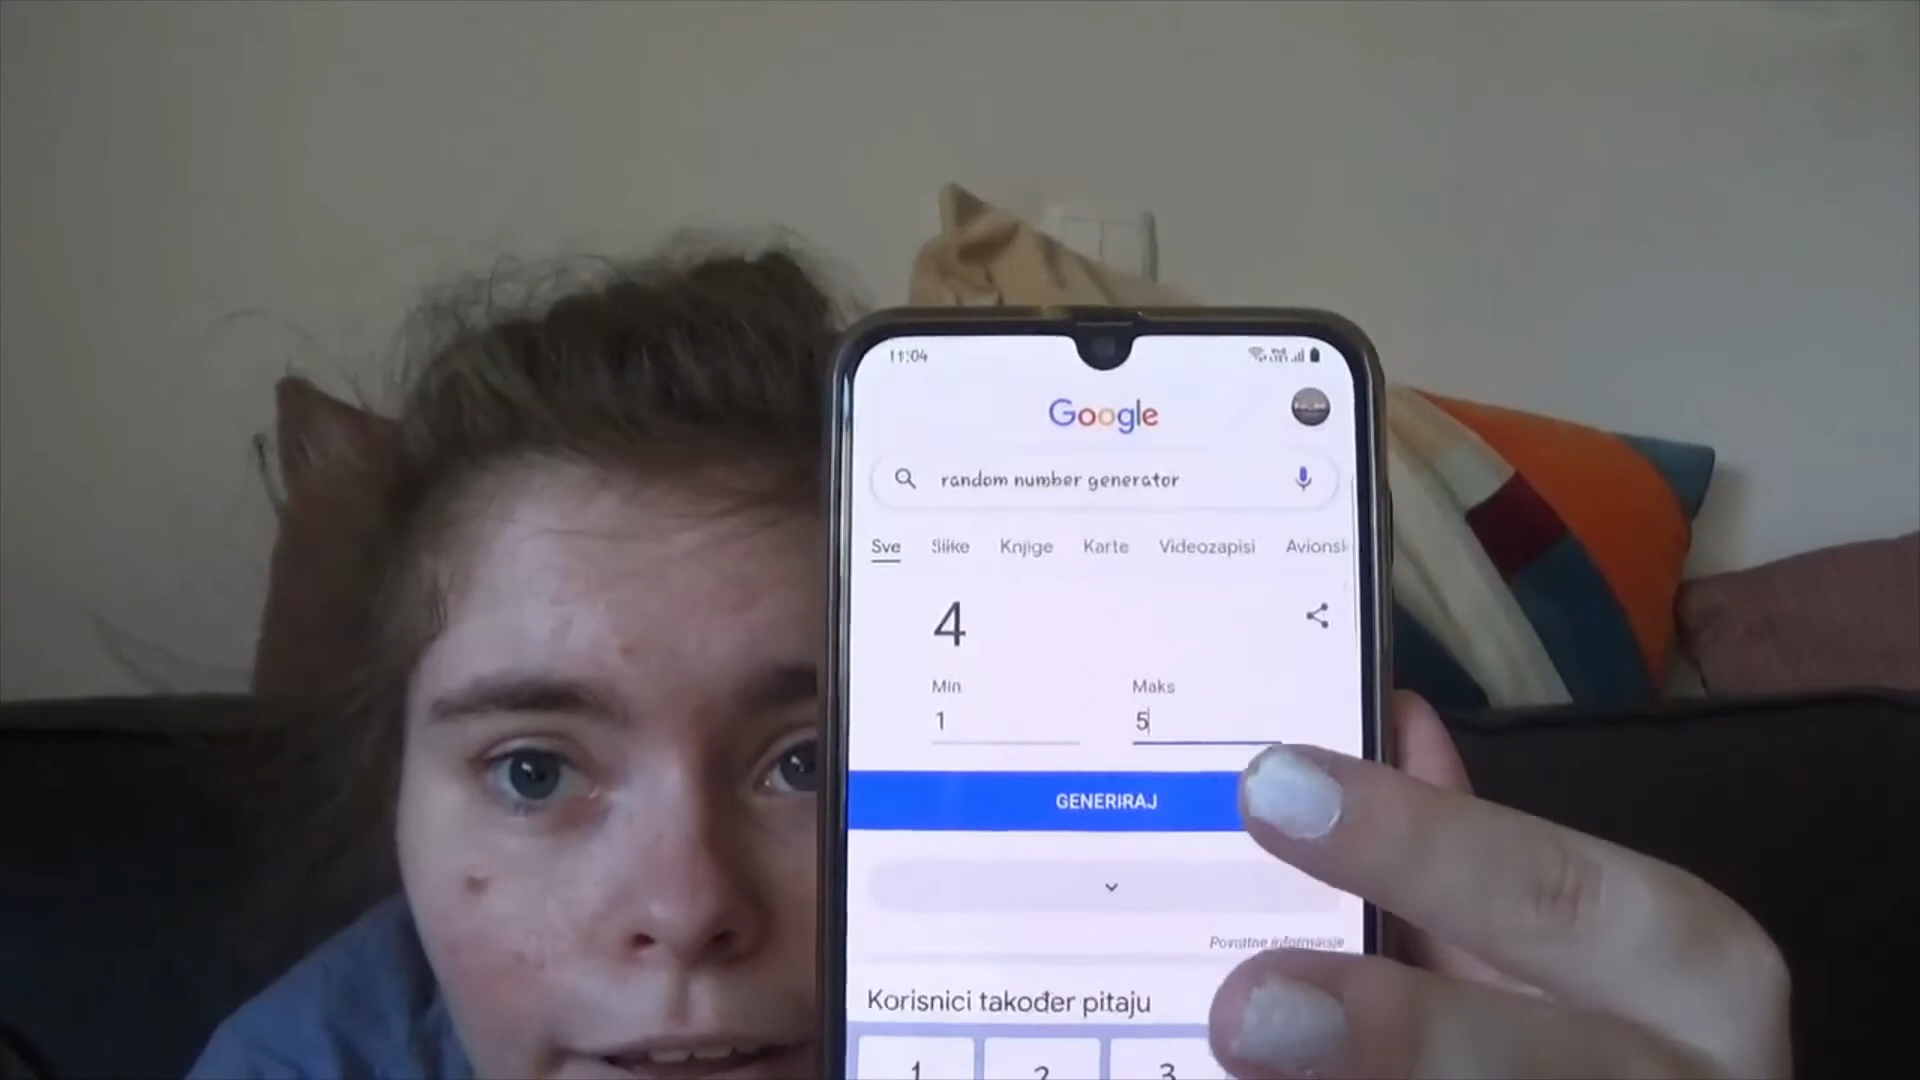 11:04
Google
random number generator
Sve Slike Knjige Karte Videozapisi Avionsk
4
Min Maks
1 5
GENERIRAJ
Povratne informacije
Korisnici također pitaju
1 2 3